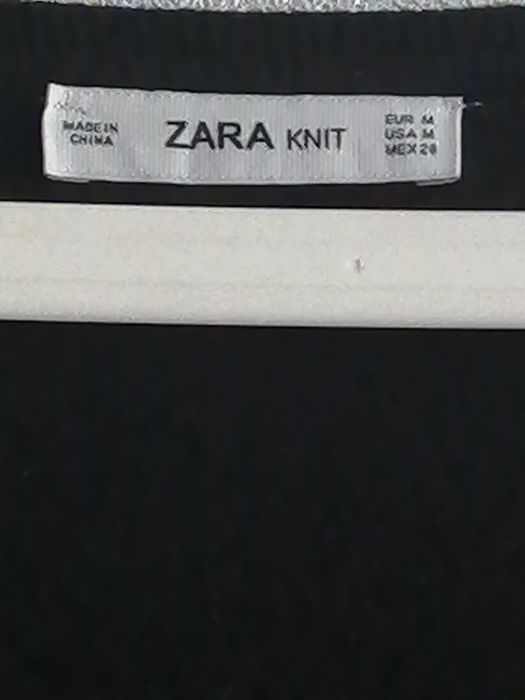 MADE IN
CHINA
ZARA KNIT
EUR M
USA M
MEX 28